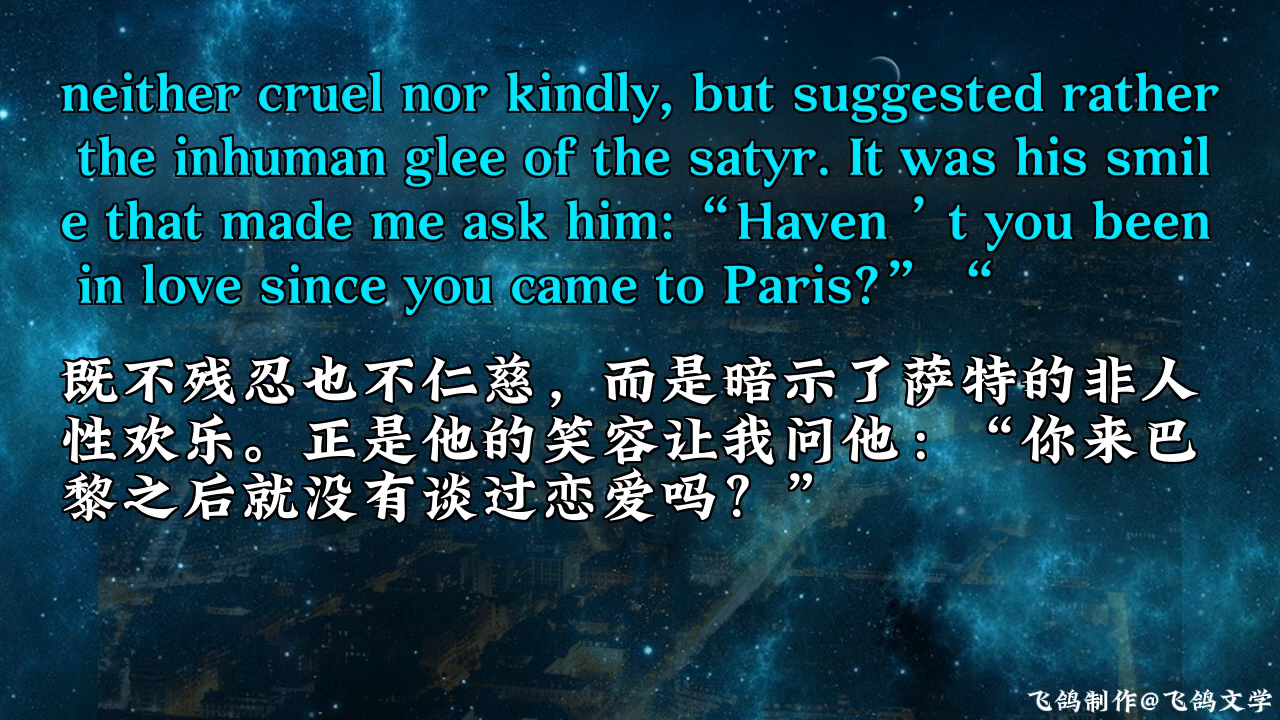 neither cruel nor kindly, but suggested rather
the inhuman glee of the satyr. It was his smil
e that made me ask him:“Haven ’ t you been
in love since you came to Paris?” “
既不残忍也不仁慈，而是暗示了萨特的非人
性欢乐。正是他的笑容让我问他：“你来巴
黎之后就没有谈过恋爱吗？”
飞鸽制作@飞鸽文学